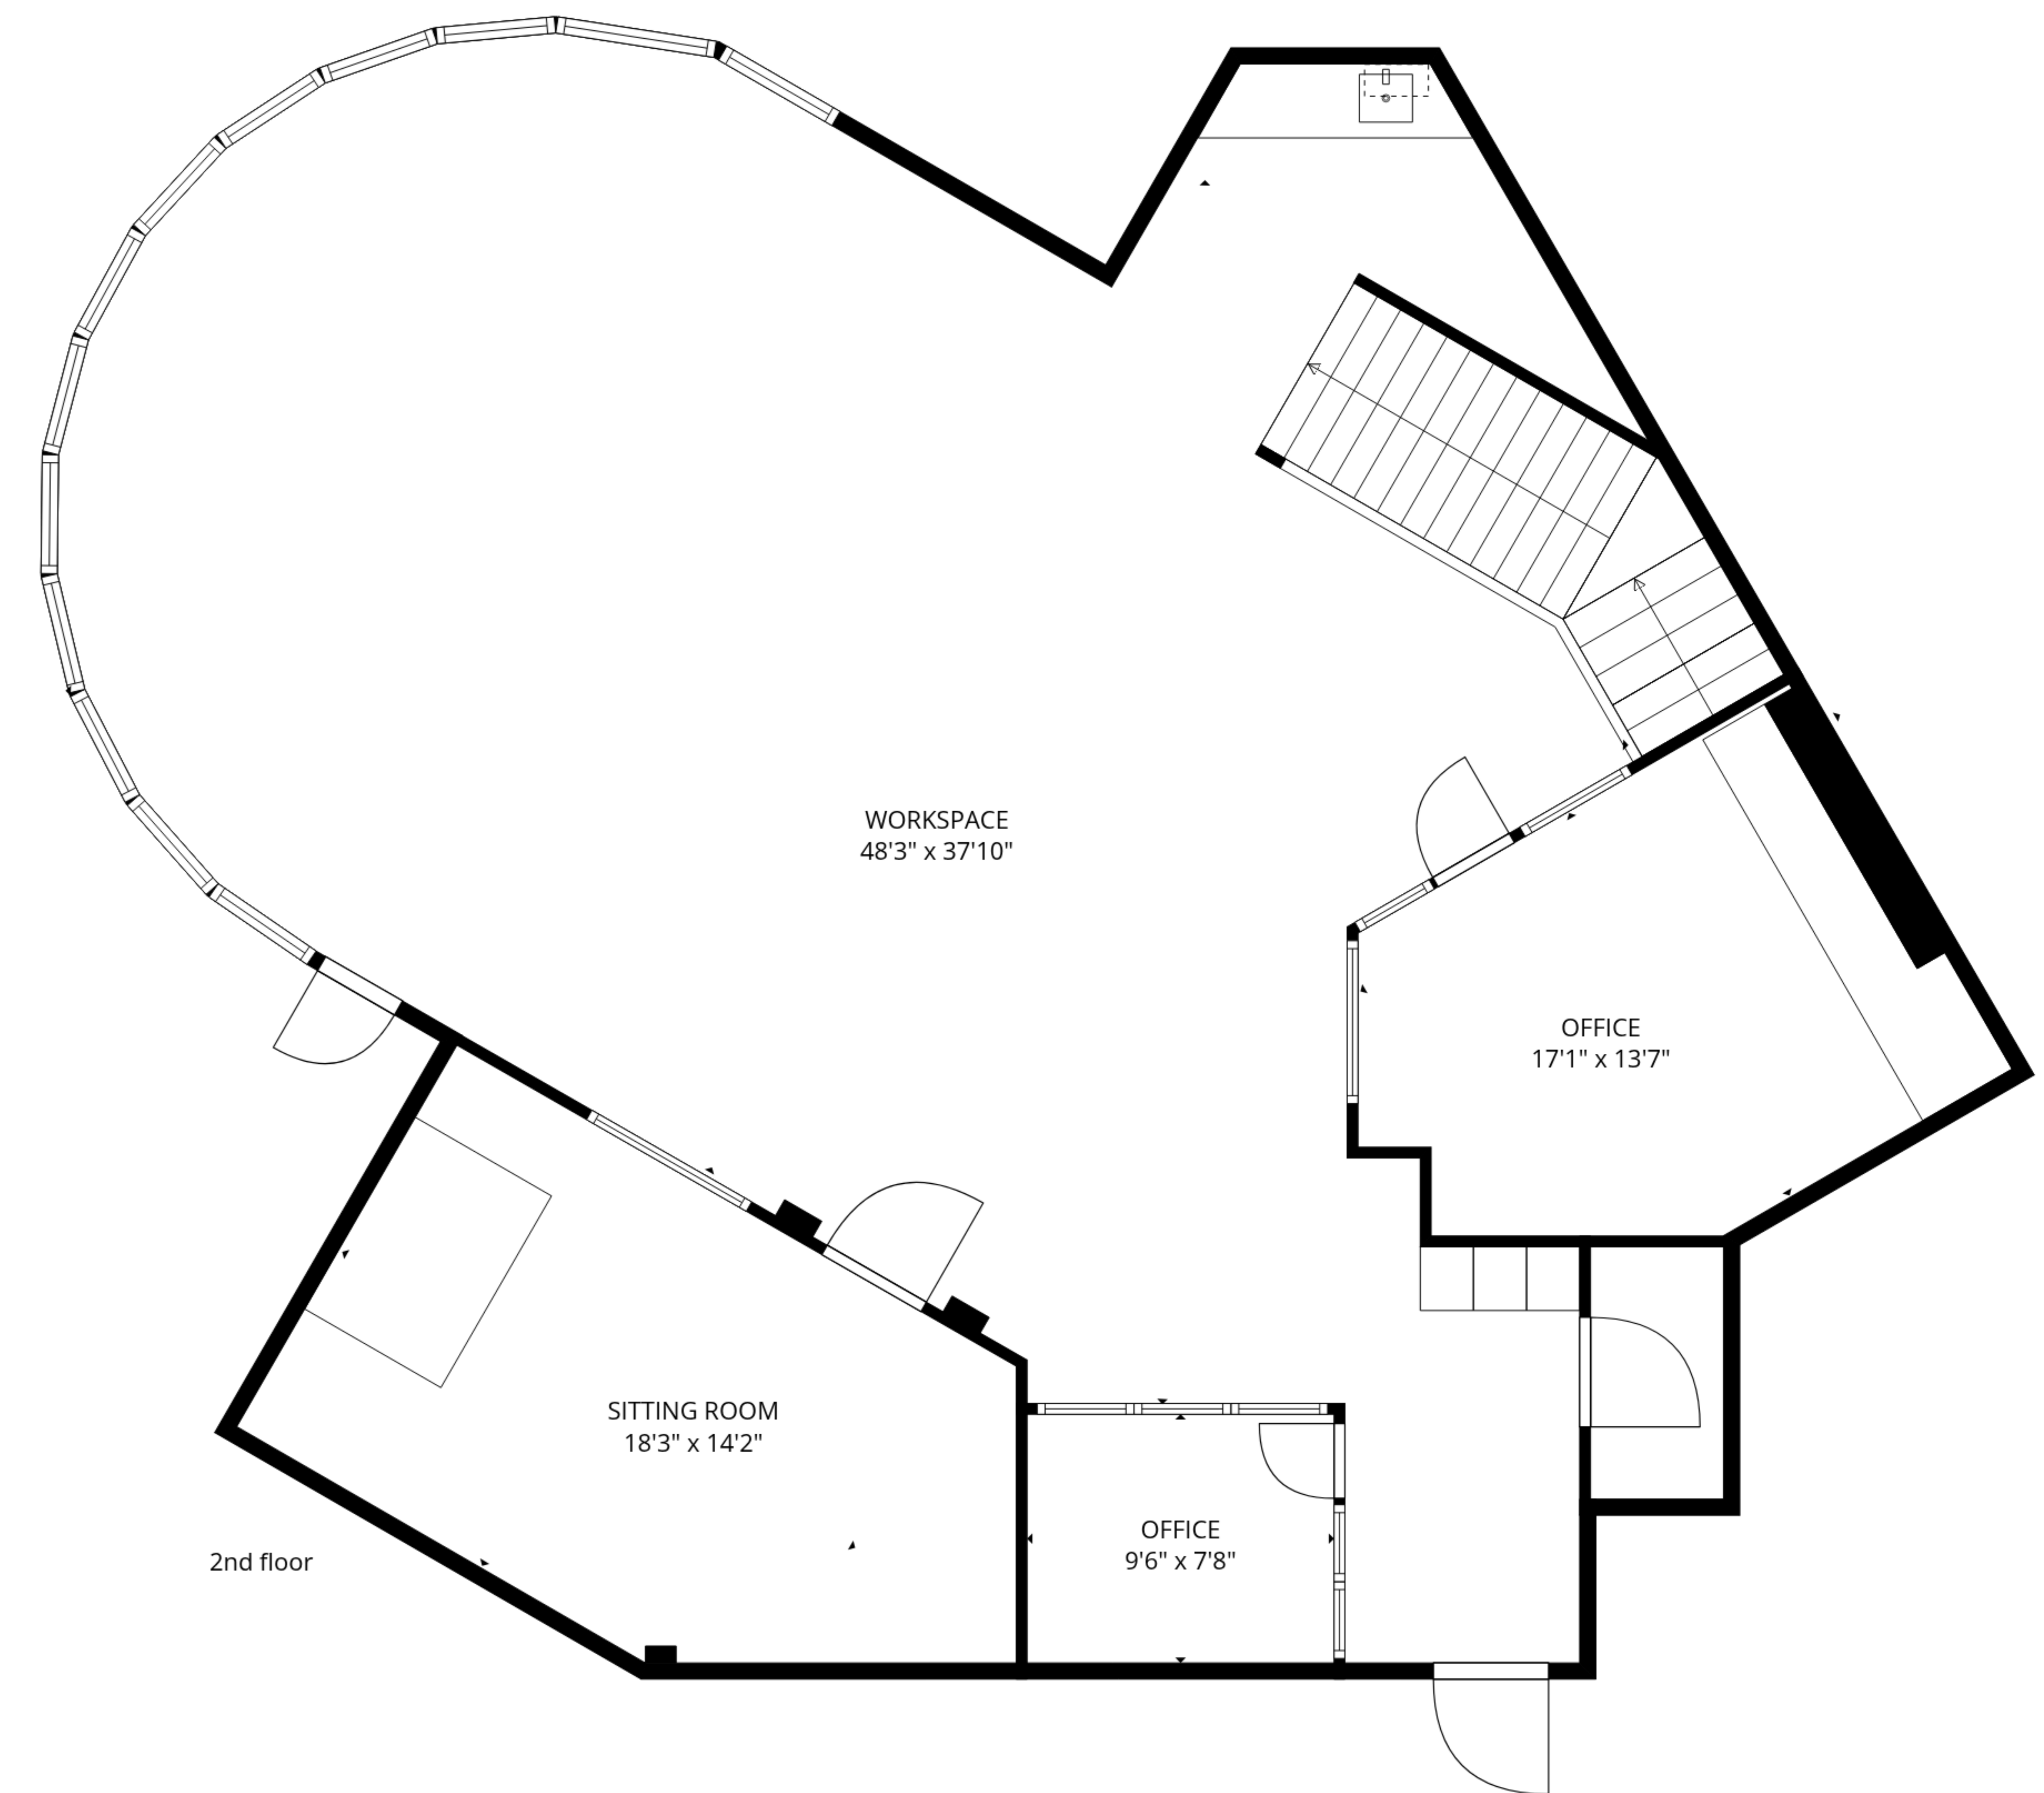 WORKSPACE
48'3" x 37'10"
OFFICE
17'1" x 13'7"
SITTING ROOM
18'3" x 14'2"
OFFICE
9'6" x 7'8"
2nd floor